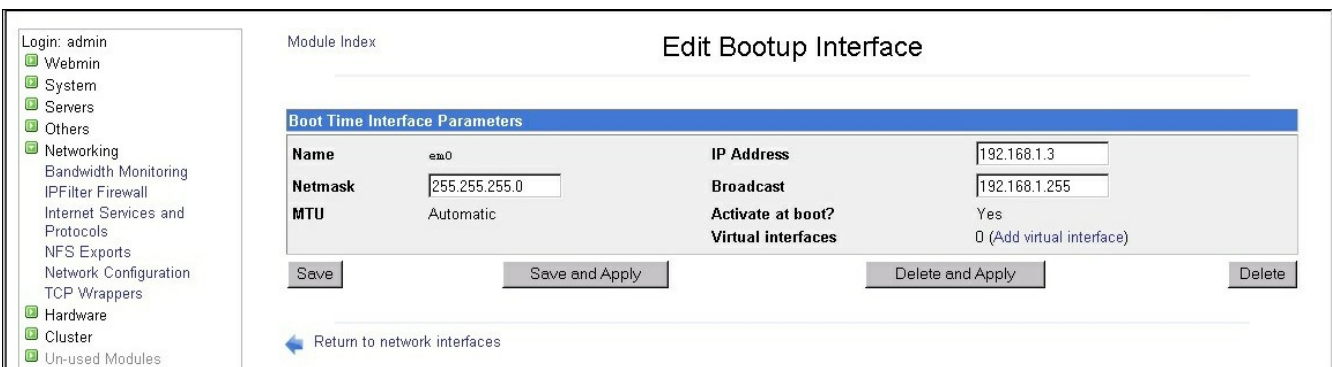 Login: admin
Webmin
System
Servers
Others
Networking
Bandwidth Monitoring
IPFilter Firewall
Internet Services and
Protocols
NFS Exports
Network Configuration
TCP Wrappers
Hardware
Cluster
Un-used Modules
Module Index
Edit Bootup Interface
Boot Time Interface Parameters
Name em0 IP Address 192.168.1.3
Netmask 255.255.255.0 Broadcast 192.168.1.255
MTU Automatic Activate at boot? Yes
Virtual interfaces 0 (Add virtual interface)
Save Save and Apply Delete and Apply Delete
Return to network interfaces